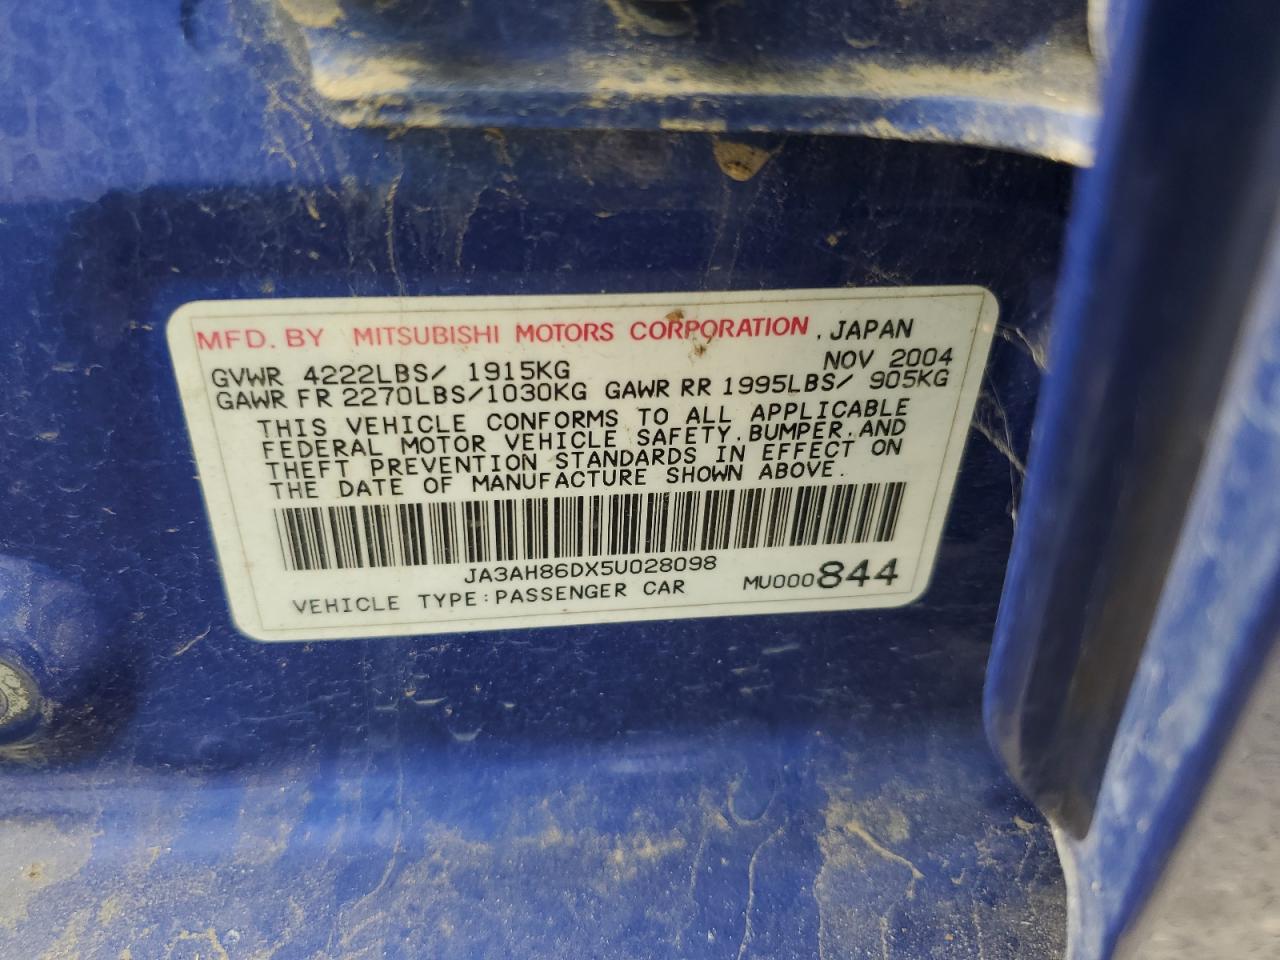 MFD. BY MITSUBISHI MOTORS CORPORATION, JAPAN
GVWR 4222LBS/ 1915KG NOV 2004
GAWR FR 2270LBS/1030KG GAWR RR 1995LBS/ 905KG
THIS VEHICLE CONFORMS TO ALL APPLICABLE
FEDERAL MOTOR VEHICLE SAFETY, BUMPER, AND
THEFT PREVENTION STANDARDS IN EFFECT ON
THE DATE OF MANUFACTURE SHOWN ABOVE.
JA3AH86DX5U028098
VEHICLE TYPE: PASSENGER CAR MU000844